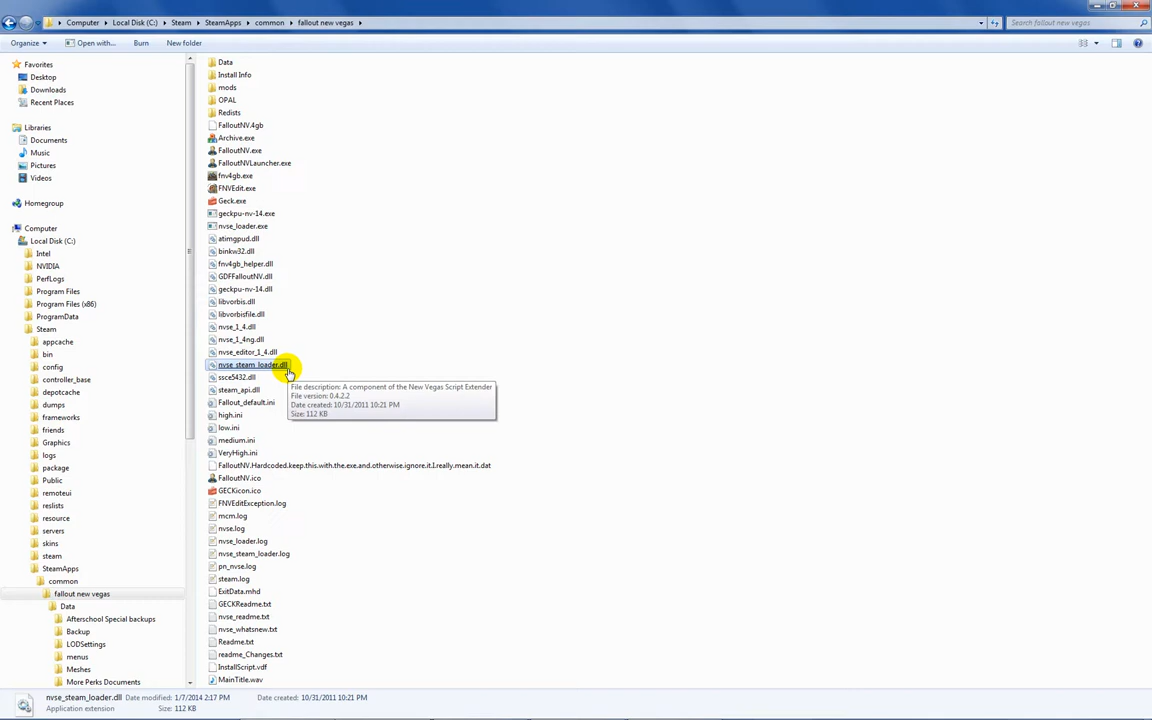 Computer ▸ Local Disk (C:) ▸ Steam ▸ SteamApps ▸ common ▸ fallout new vegas ▸
Search fallout new vegas
Organize Open with... Burn New folder
Favorites
Desktop
Downloads
Recent Places
Libraries
Documents
Music
Pictures
Videos
Homegroup
Computer
Local Disk (C:)
Intel
NVIDIA
PerfLogs
Program Files
Program Files (x86)
ProgramData
Steam
appcache
bin
config
controller_base
depotcache
dumps
frameworks
friends
Graphics
logs
package
Public
remoteui
reslists
resource
servers
skins
steam
SteamApps
common
fallout new vegas
Data
Afterschool Special backups
Backup
LODSettings
menus
Meshes
More Perks Documents
Data
Install Info
mods
OPAL
Redists
FalloutNV.4gb
Archive.exe
FalloutNV.exe
FalloutNVLauncher.exe
fnv4gb.exe
FNVEdit.exe
Geck.exe
geckpu-nv-14.exe
nvse_loader.exe
atimgpud.dll
binkw32.dll
fnv4gb_helper.dll
GDFFalloutNV.dll
geckpu-nv-14.dll
libvorbis.dll
libvorbisfile.dll
nvse_1_4.dll
nvse_1_4ng.dll
nvse_editor_1_4.dll
nvse_steam_loader.dll
ssce5432.dll
steam_api.dll
Fallout_default.ini
high.ini
low.ini
medium.ini
VeryHigh.ini
FalloutNV.Hardcoded.keep.this.with.the.exe.and.otherwise.ignore.it.I.really.mean.it.dat
FalloutNV.ico
GECKicon.ico
FNVEditException.log
mcm.log
nvse.log
nvse_loader.log
nvse_steam_loader.log
pn_nvse.log
steam.log
ExitData.mhd
GECKReadme.txt
nvse_readme.txt
nvse_whatsnew.txt
Readme.txt
readme_Changes.txt
InstallScript.vdf
MainTitle.wav
File description: A component of the New Vegas Script Extender
File version: 0.4.2.2
Date created: 10/31/2011 10:21 PM
Size: 112 KB
nvse_steam_loader.dll Date modified: 1/7/2014 2:17 PM Date created: 10/31/2011 10:21 PM
Application extension Size: 112 KB